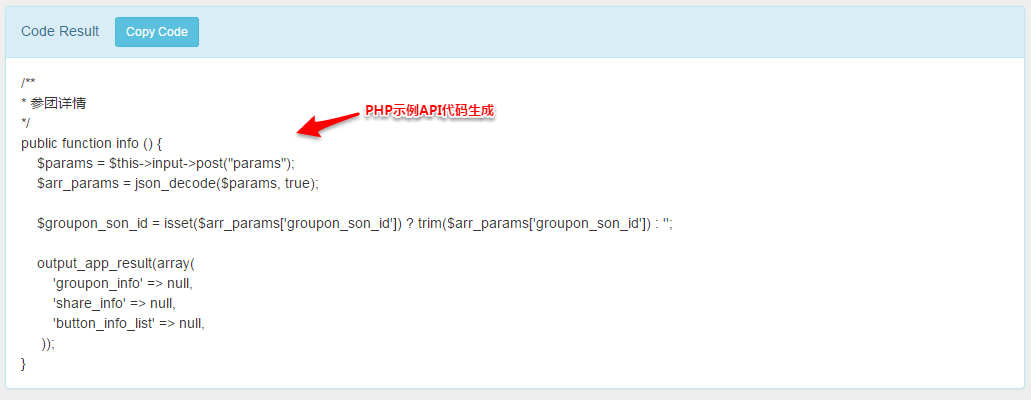 Code Result
Copy Code
/**
* 参团详情
*/
PHP示例API代码生成
public function info () {
$params = $this->input->post("params");
$arr_params = json_decode($params, true);
$groupon_son_id = isset($arr_params['groupon_son_id']) ? trim($arr_params['groupon_son_id']) : '';
output_app_result(array(
'groupon_info' => null,
'share_info' => null,
'button_info_list' => null,
));
}